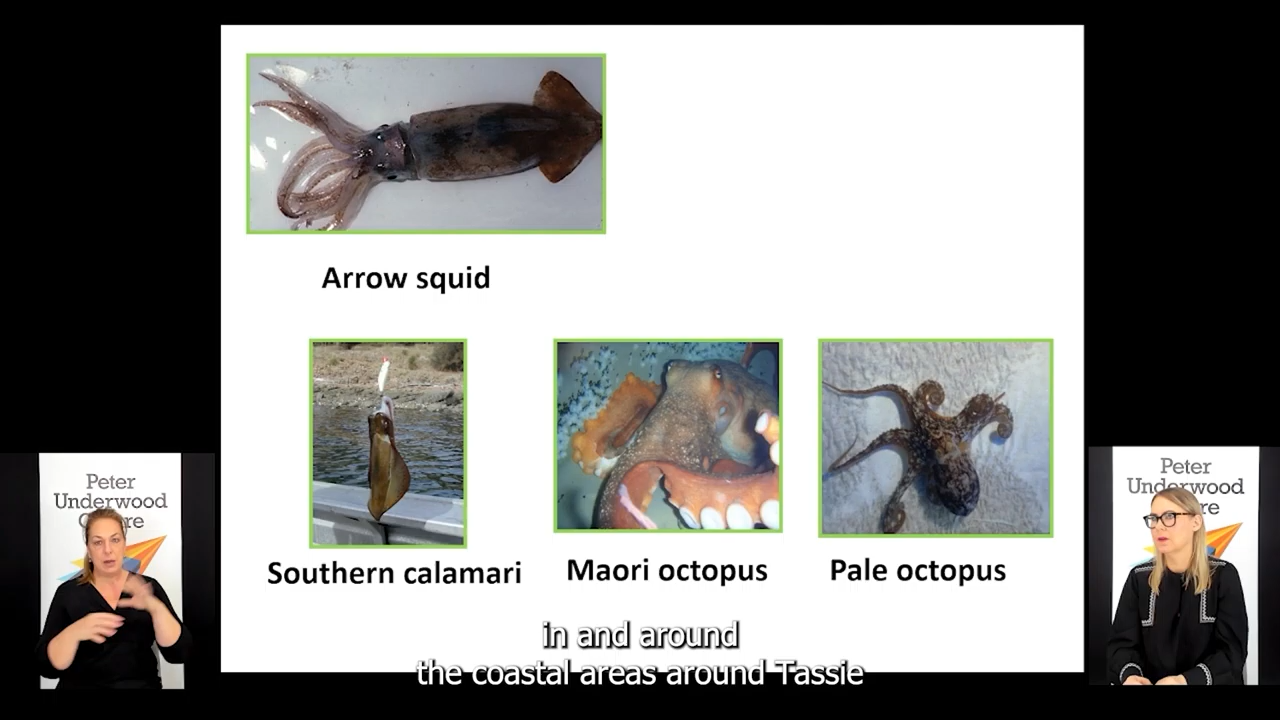 Arrow squid
Southern calamari
Maori octopus
Pale octopus
Peter
Underwood
Peter
Underwood
in and around
the coastal areas around Tassie